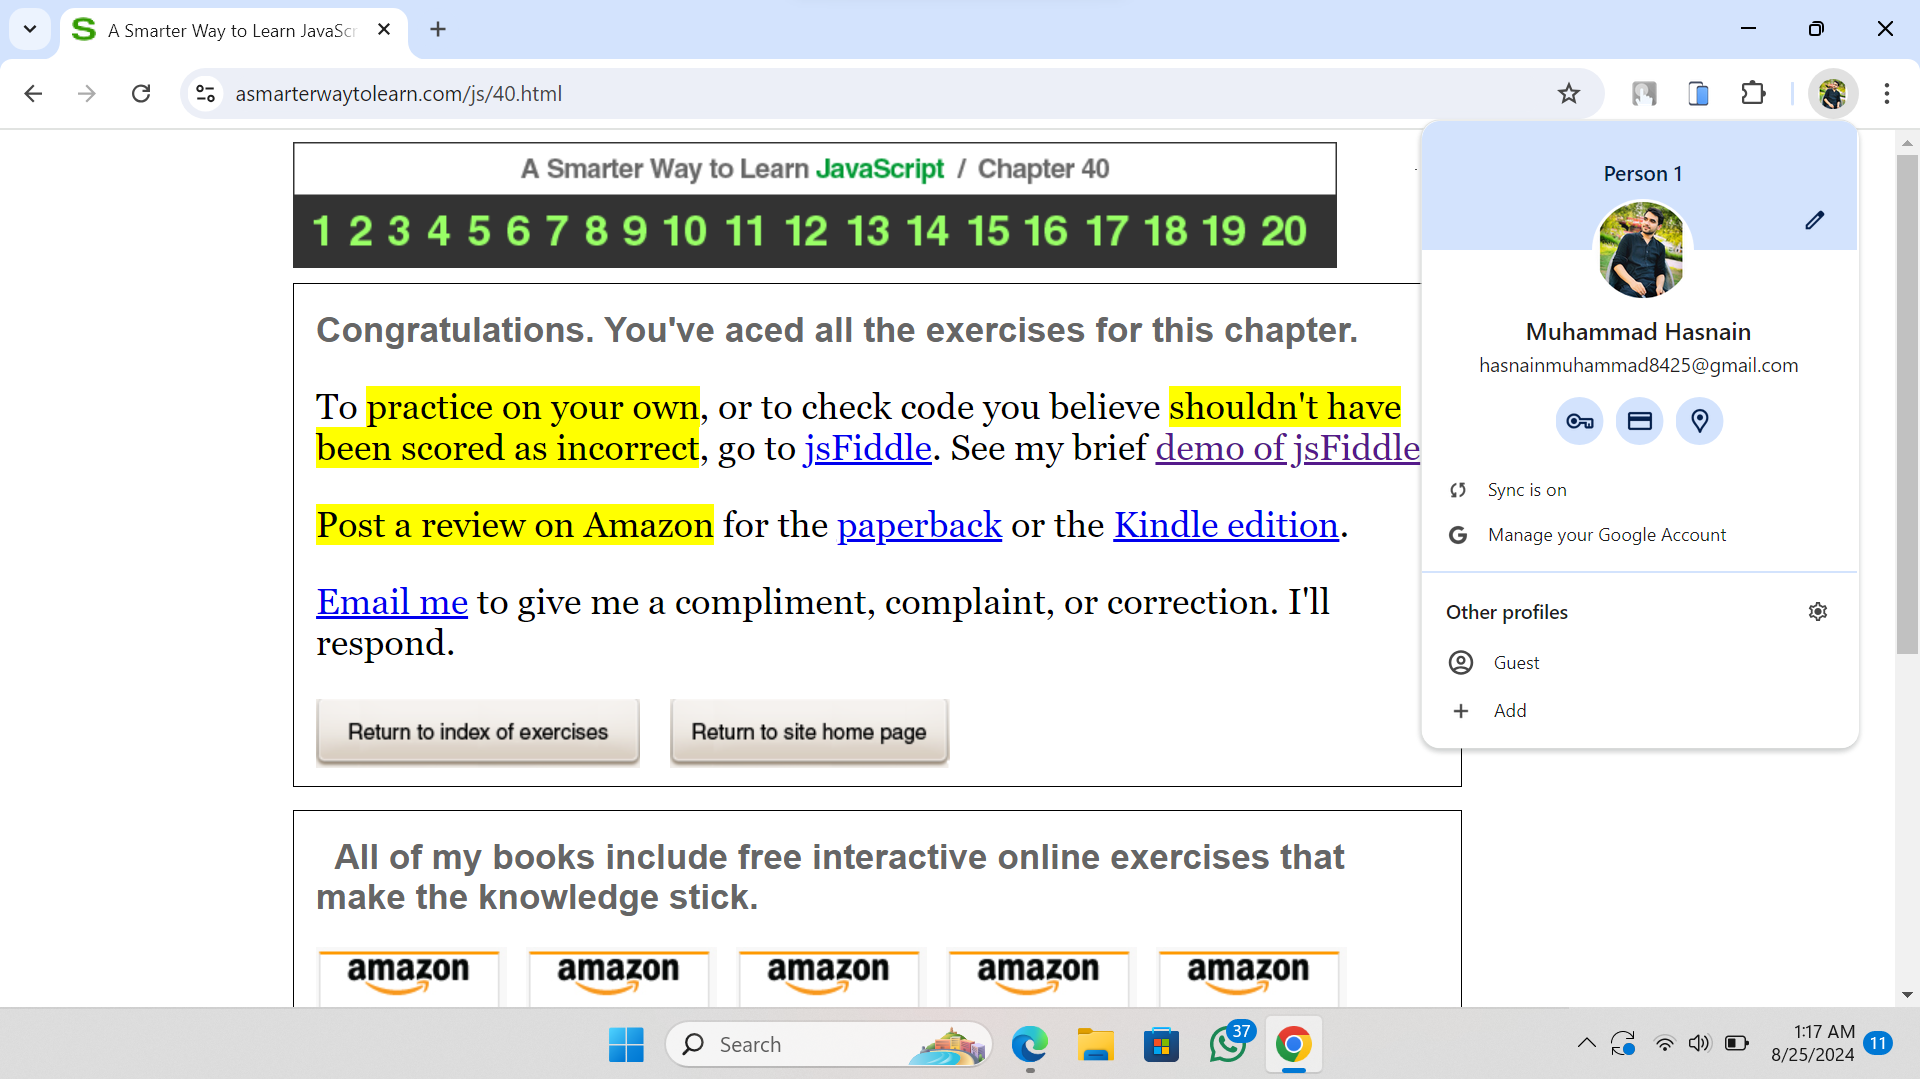 A Smarter Way to Learn JavaScr
asmarterwaytolearn.com/js/40.html
A Smarter Way to Learn JavaScript / Chapter 40
1 2 3 4 5 6 7 8 9 10 11 12 13 14 15 16 17 18 19 20
Congratulations. You've aced all the exercises for this chapter.
To practice on your own, or to check code you believe shouldn't have
been scored as incorrect, go to jsFiddle. See my brief demo of jsFiddle
Post a review on Amazon for the paperback or the Kindle edition.
Email me to give me a compliment, complaint, or correction. I'll
respond.
Return to index of exercises
Return to site home page
All of my books include free interactive online exercises that
make the knowledge stick.
amazon amazon amazon amazon amazon
Person 1
Muhammad Hasnain
hasnainmuhammad8425@gmail.com
Sync is on
Manage your Google Account
Other profiles
Guest
Add
Search
37
1:17 AM
8/25/2024
11